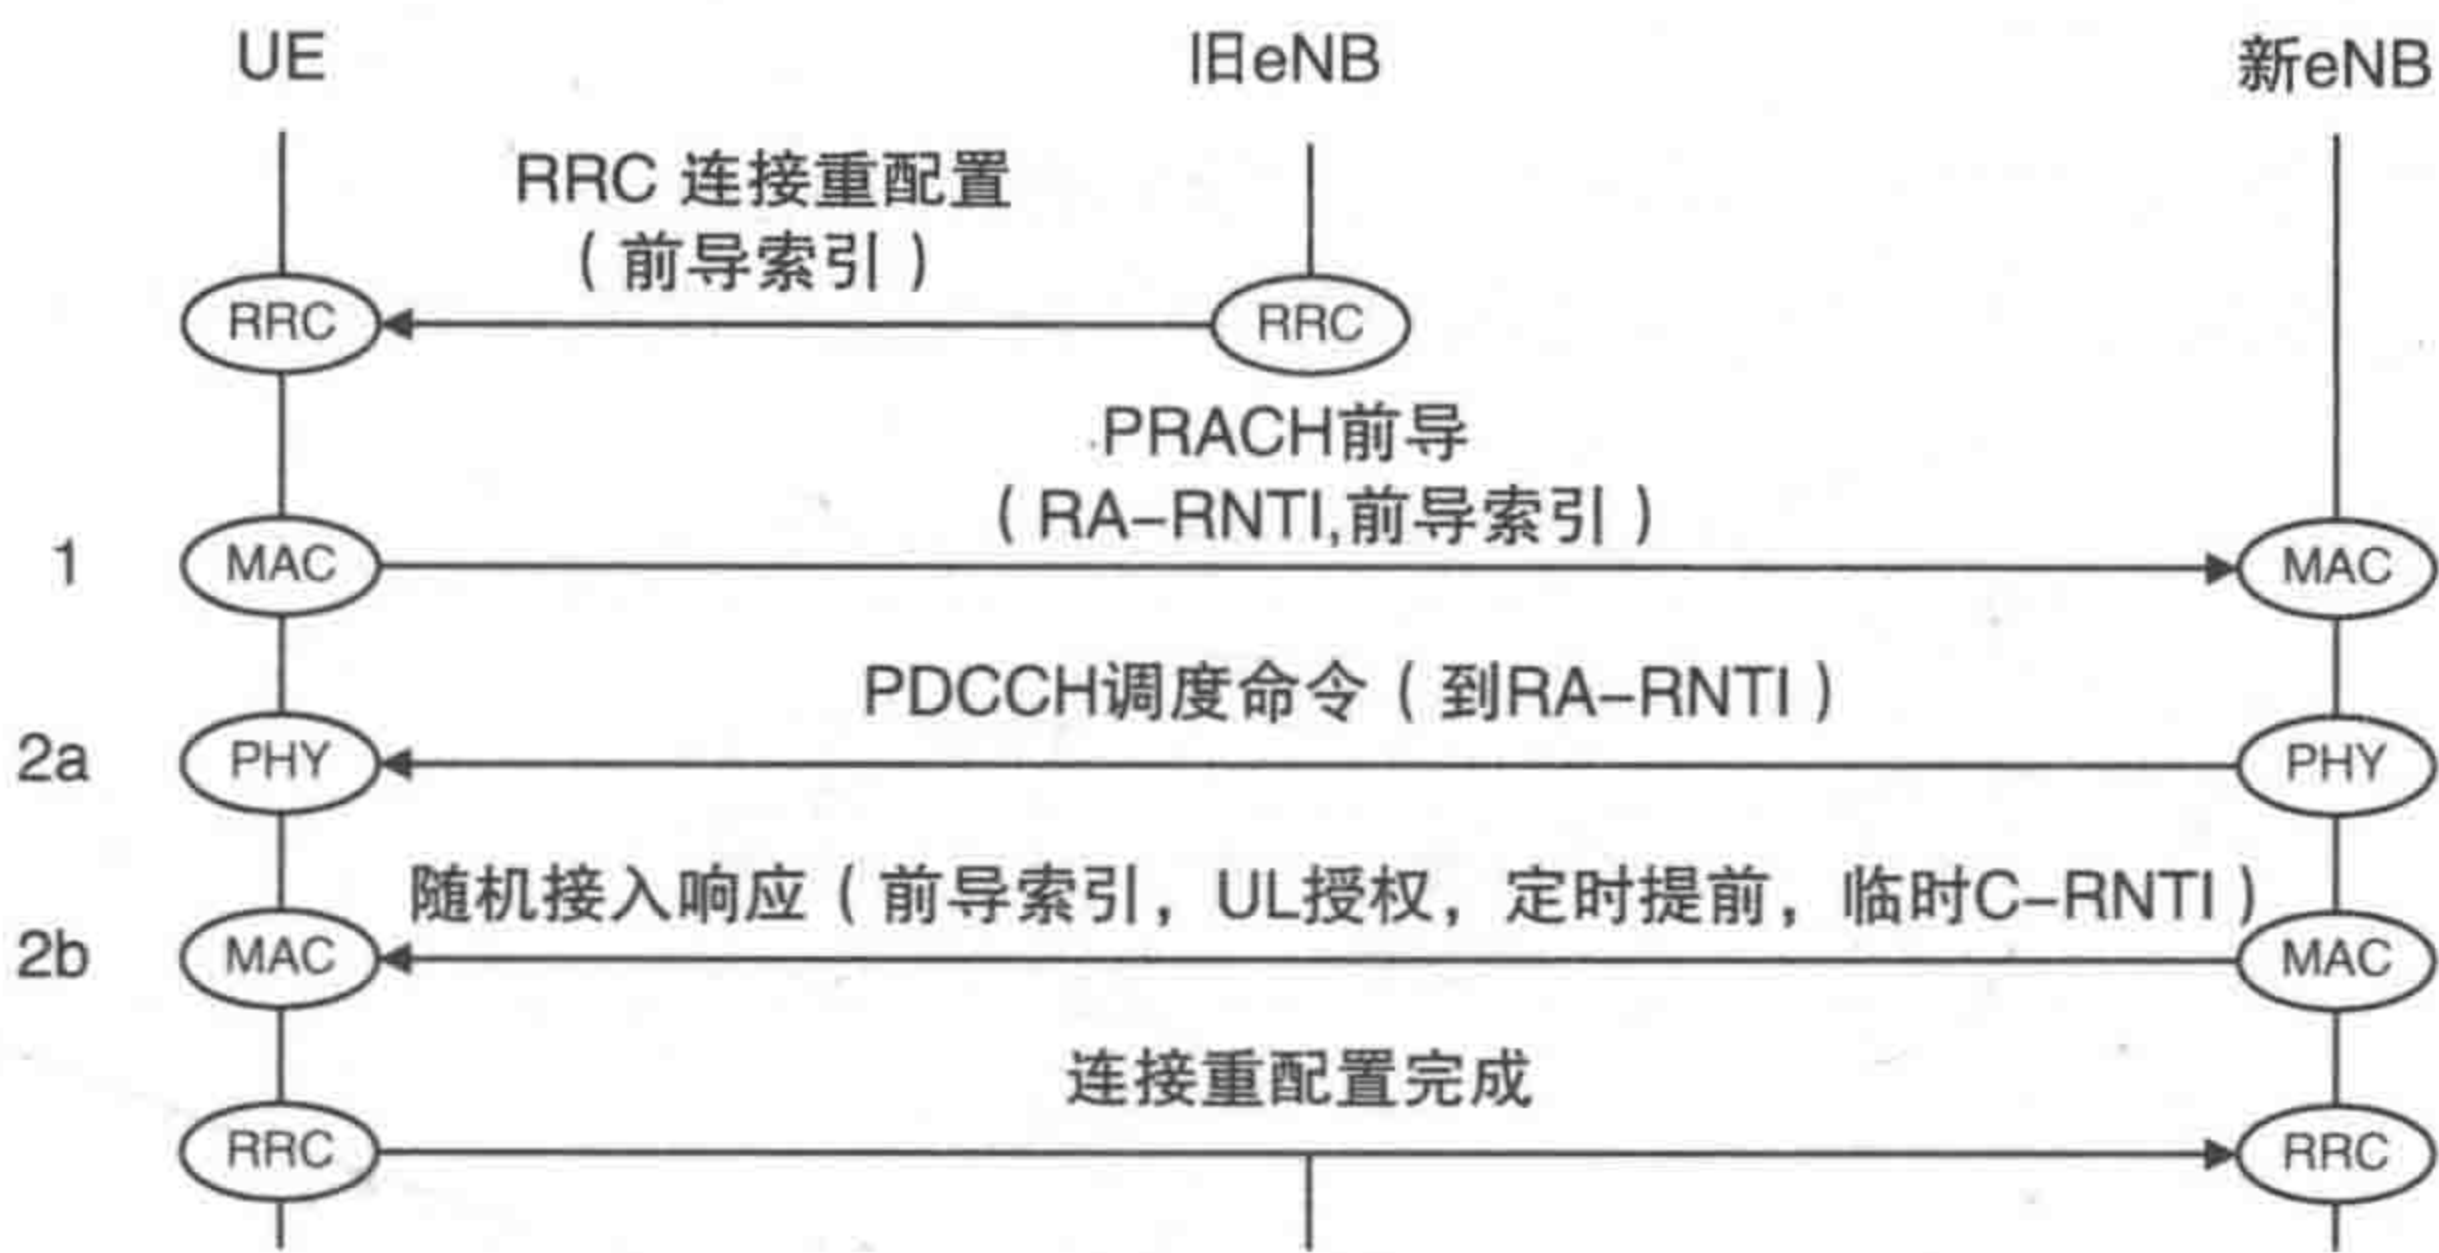 UE 旧eNB 新eNB
RRC 连接重配置
（前导索引）
RRC RRC
PRACH前导
（RA-RNTI,前导索引）
1 MAC MAC
PDCCH调度命令（到RA-RNTI）
2a PHY PHY
随机接入响应（前导索引，UL授权，定时提前，临时C-RNTI）
2b MAC MAC
连接重配置完成
RRC RRC